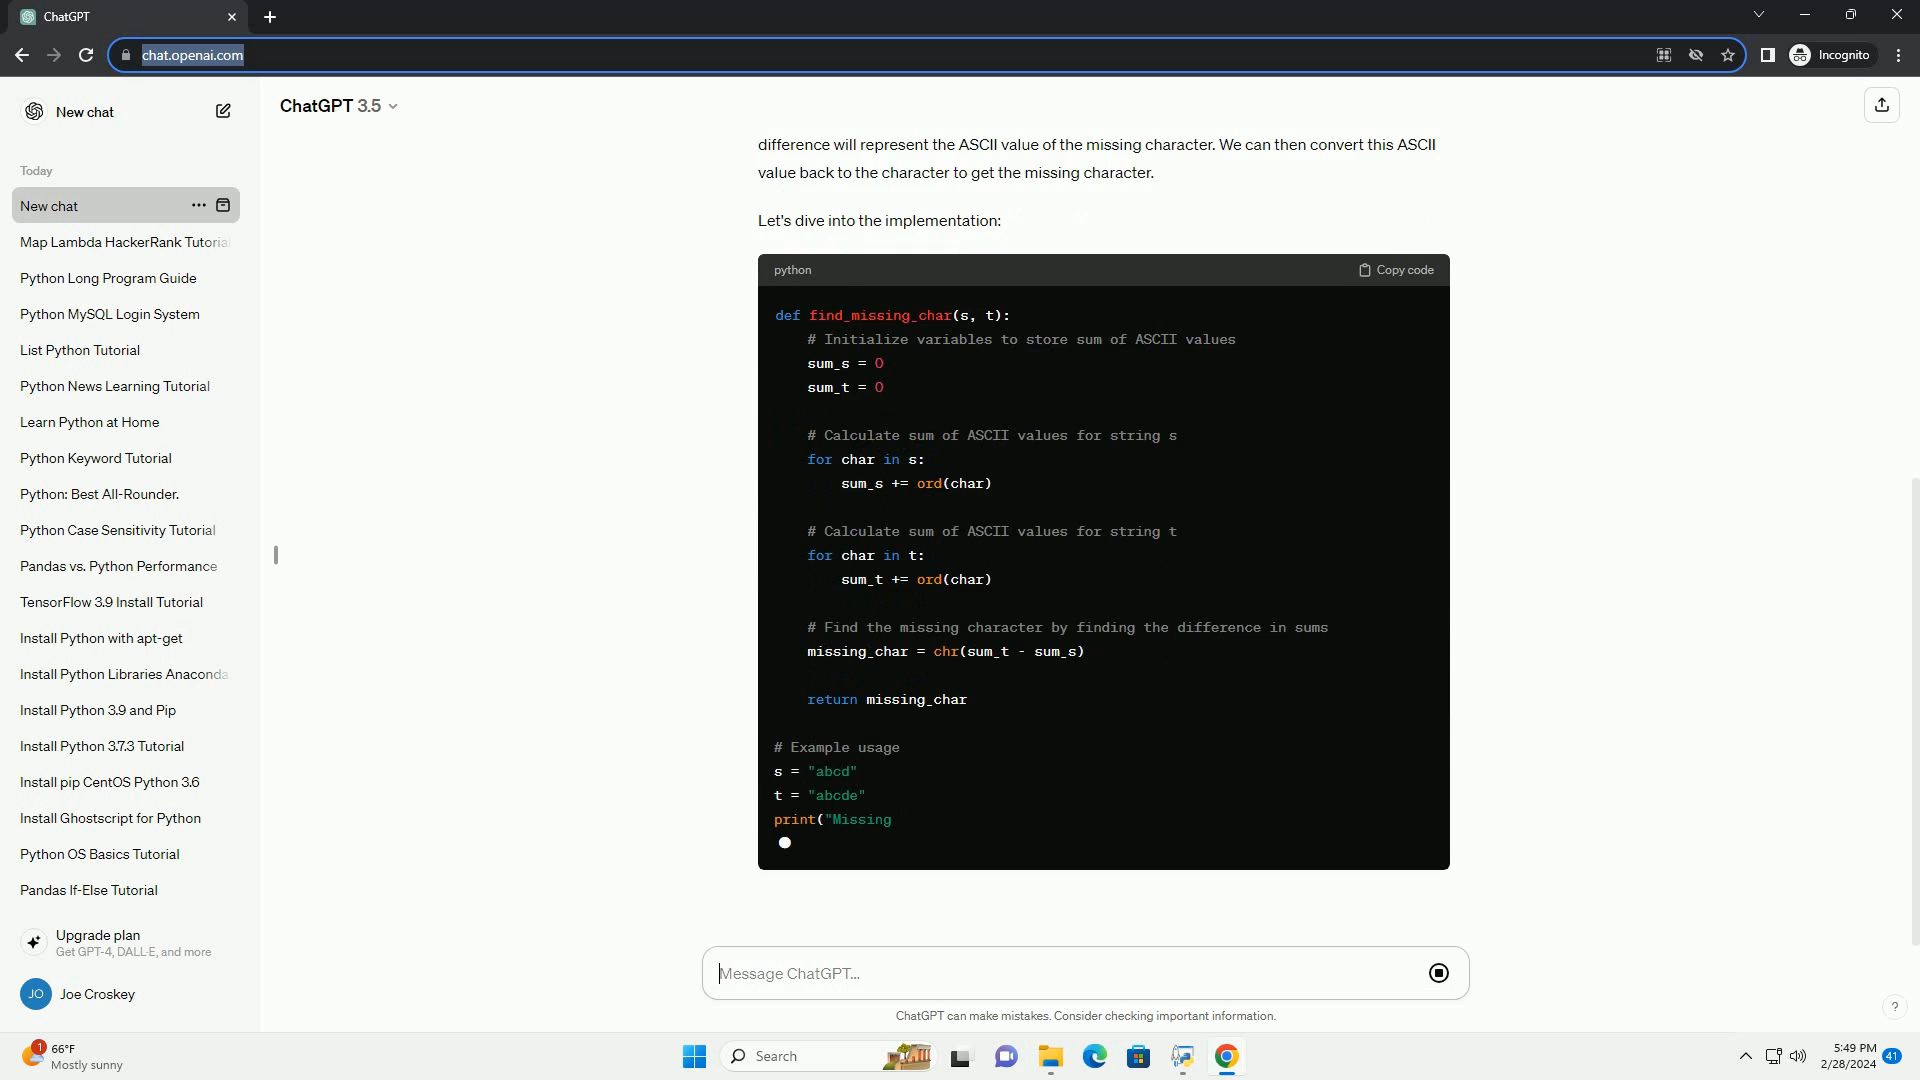 ChatGPT
chat.openai.com
Incognito
New chat
ChatGPT 3.5
Today
New chat
Map Lambda HackerRank Tutoria
Python Long Program Guide
Python MySQL Login System
List Python Tutorial
Python News Learning Tutorial
Learn Python at Home
Python Keyword Tutorial
Python: Best All-Rounder.
Python Case Sensitivity Tutorial
Pandas vs. Python Performance
TensorFlow 3.9 Install Tutorial
Install Python with apt-get
Install Python Libraries Anaconda
Install Python 3.9 and Pip
Install Python 3.7.3 Tutorial
Install pip CentOS Python 3.6
Install Ghostscript for Python
Python OS Basics Tutorial
Pandas If-Else Tutorial
Upgrade plan
Get GPT-4, DALL·E, and more
JO Joe Croskey
difference will represent the ASCII value of the missing character. We can then convert this ASCII
value back to the character to get the missing character.
Let's dive into the implementation:
python Copy code
def find_missing_char(s, t):
# Initialize variables to store sum of ASCII values
sum_s = 0
sum_t = 0
# Calculate sum of ASCII values for string s
for char in s:
sum_s += ord(char)
# Calculate sum of ASCII values for string t
for char in t:
sum_t += ord(char)
# Find the missing character by finding the difference in sums
missing_char = chr(sum_t - sum_s)
return missing_char
# Example usage
s = "abcd"
t = "abcde"
print("Missing
Message ChatGPT...
ChatGPT can make mistakes. Consider checking important information.
?
1
66°F
Mostly sunny
Search
5:49 PM
2/28/2024
41